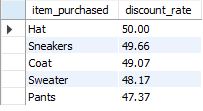 item_purchased discount_rate
Hat 50.00
Sneakers 49.66
Coat 49.07
Sweater 48.17
Pants 47.37